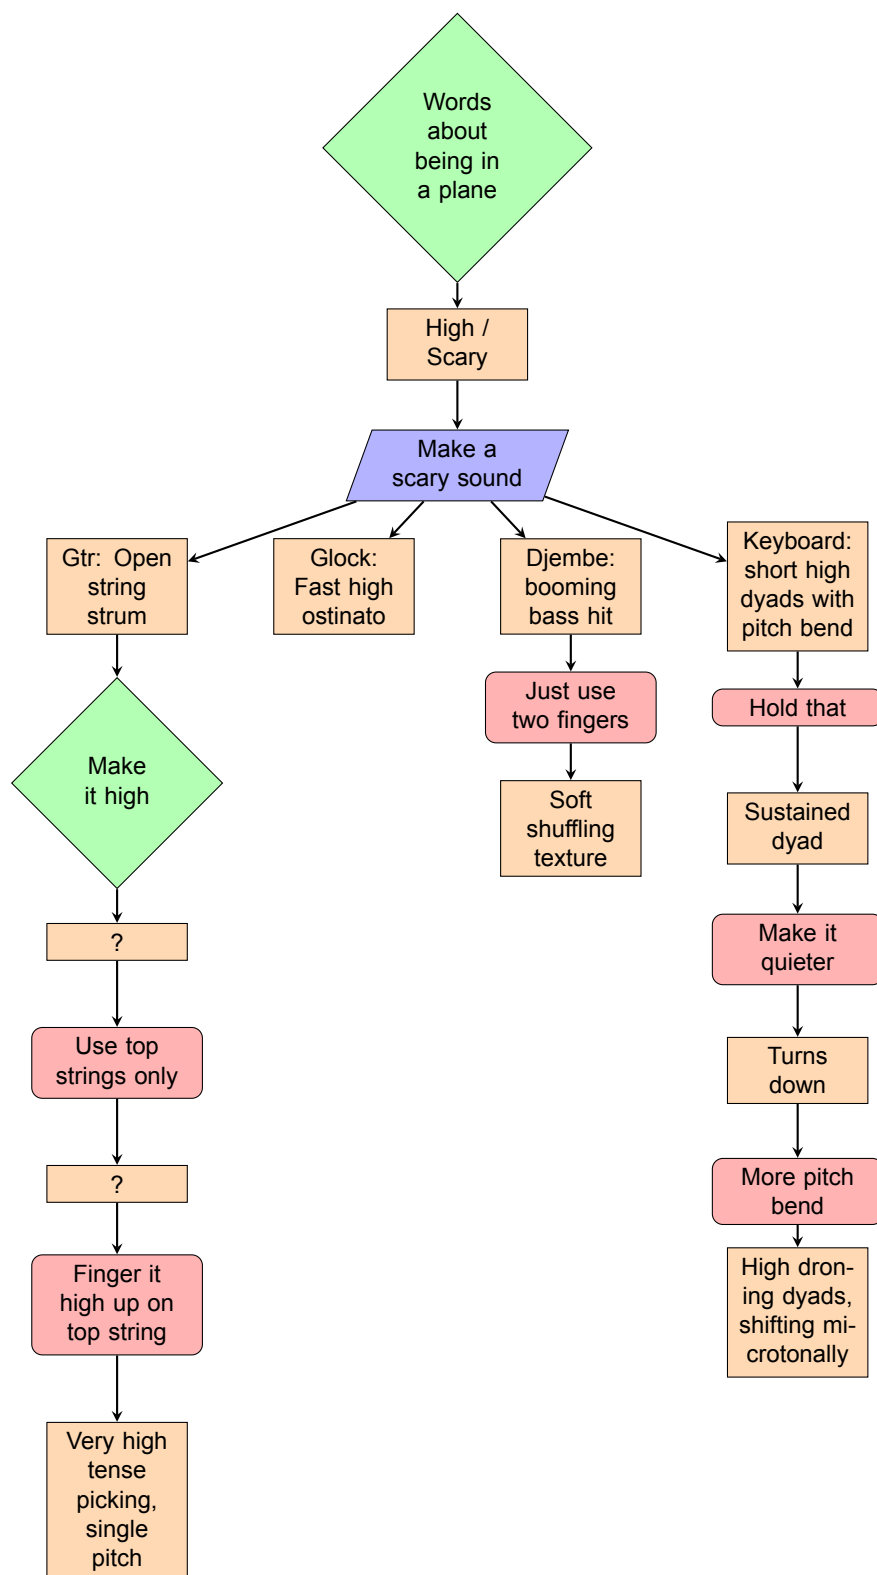 Words
about
being in
a plane
High /
Scary
Make a
scary sound
Gtr: Open
string
strum
Glock:
Fast high
ostinato
Djembe:
booming
bass hit
Keyboard:
short high
dyads with
pitch bend
Make
it high
Just use
two fingers
Hold that
Soft
shuffling
texture
Sustained
dyad
?
Make it
quieter
Use top
strings only
Turns
down
?
More pitch
bend
Finger it
high up on
top string
High dron-
ing dyads,
shifting mi-
crotonally
Very high
tense
picking,
single
pitch